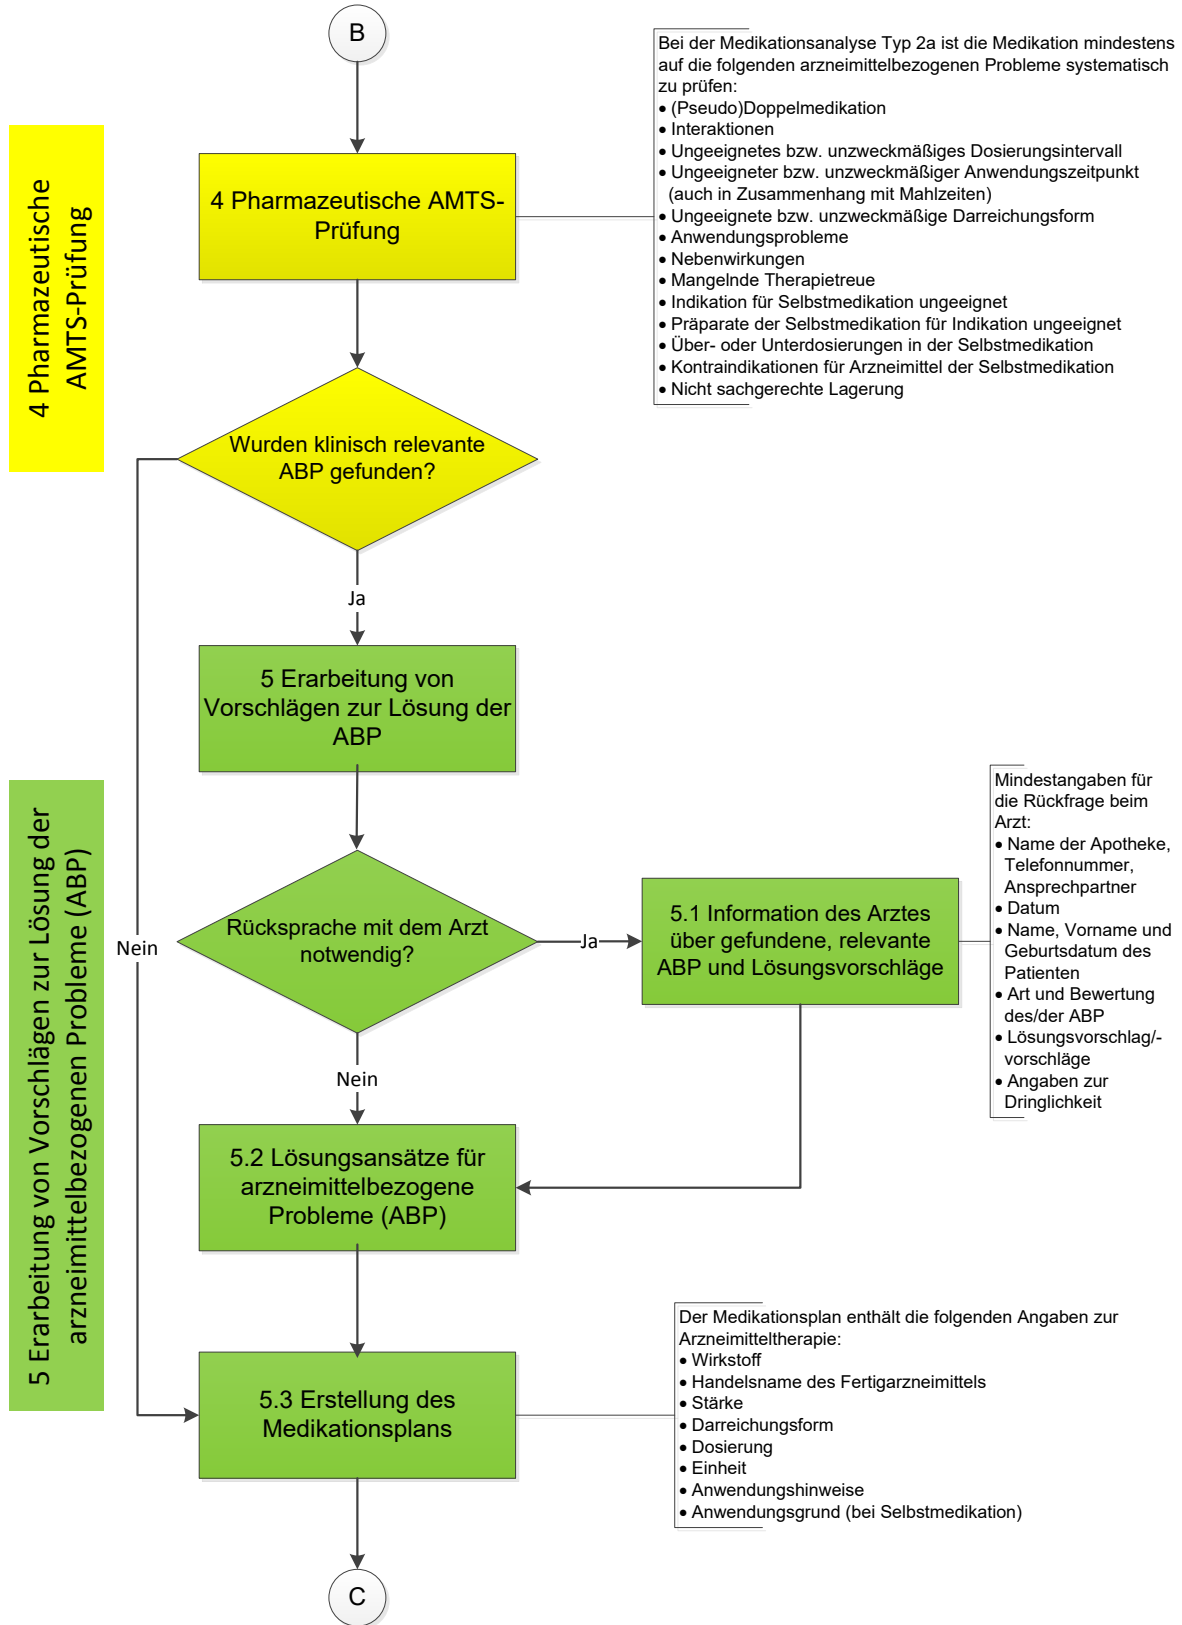 B
Bei der Medikationsanalyse Typ 2a ist die Medikation mindestens
auf die folgenden arzneimittelbezogenen Probleme systematisch
zu prüfen:
• (Pseudo)Doppelmedikation
• Interaktionen
• Ungeeignetes bzw. unzweckmäßiges Dosierungsintervall
• Ungeeigneter bzw. unzweckmäßiger Anwendungszeitpunkt
(auch in Zusammenhang mit Mahlzeiten)
• Ungeeignete bzw. unzweckmäßige Darreichungsform
• Anwendungsprobleme
• Nebenwirkungen
• Mangelnde Therapietreue
• Indikation für Selbstmedikation ungeeignet
• Präparate der Selbstmedikation für Indikation ungeeignet
• Über- oder Unterdosierungen in der Selbstmedikation
• Kontraindikationen für Arzneimittel der Selbstmedikation
• Nicht sachgerechte Lagerung
4 Pharmazeutische
AMTS-Prüfung
4 Pharmazeutische AMTS-
Prüfung
Wurden klinisch relevante
ABP gefunden?
Ja
5 Erarbeitung von
Vorschlägen zur Lösung der
ABP
5 Erarbeitung von Vorschlägen zur Lösung der
arzneimittelbezogenen Probleme (ABP)
Nein
Rücksprache mit dem Arzt
notwendig?
Ja
5.1 Information des Arztes
über gefundene, relevante
ABP und Lösungsvorschläge
Mindestangaben für
die Rückfrage beim
Arzt:
• Name der Apotheke,
Telefonnummer,
Ansprechpartner
• Datum
• Name, Vorname und
Geburtsdatum des
Patienten
• Art und Bewertung
des/der ABP
• Lösungsvorschlag/-
vorschläge
• Angaben zur
Dringlichkeit
Nein
5.2 Lösungsansätze für
arzneimittelbezogene
Probleme (ABP)
5.3 Erstellung des
Medikationsplans
Der Medikationsplan enthält die folgenden Angaben zur
Arzneimitteltherapie:
• Wirkstoff
• Handelsname des Fertigarzneimittels
• Stärke
• Darreichungsform
• Dosierung
• Einheit
• Anwendungshinweise
• Anwendungsgrund (bei Selbstmedikation)
C